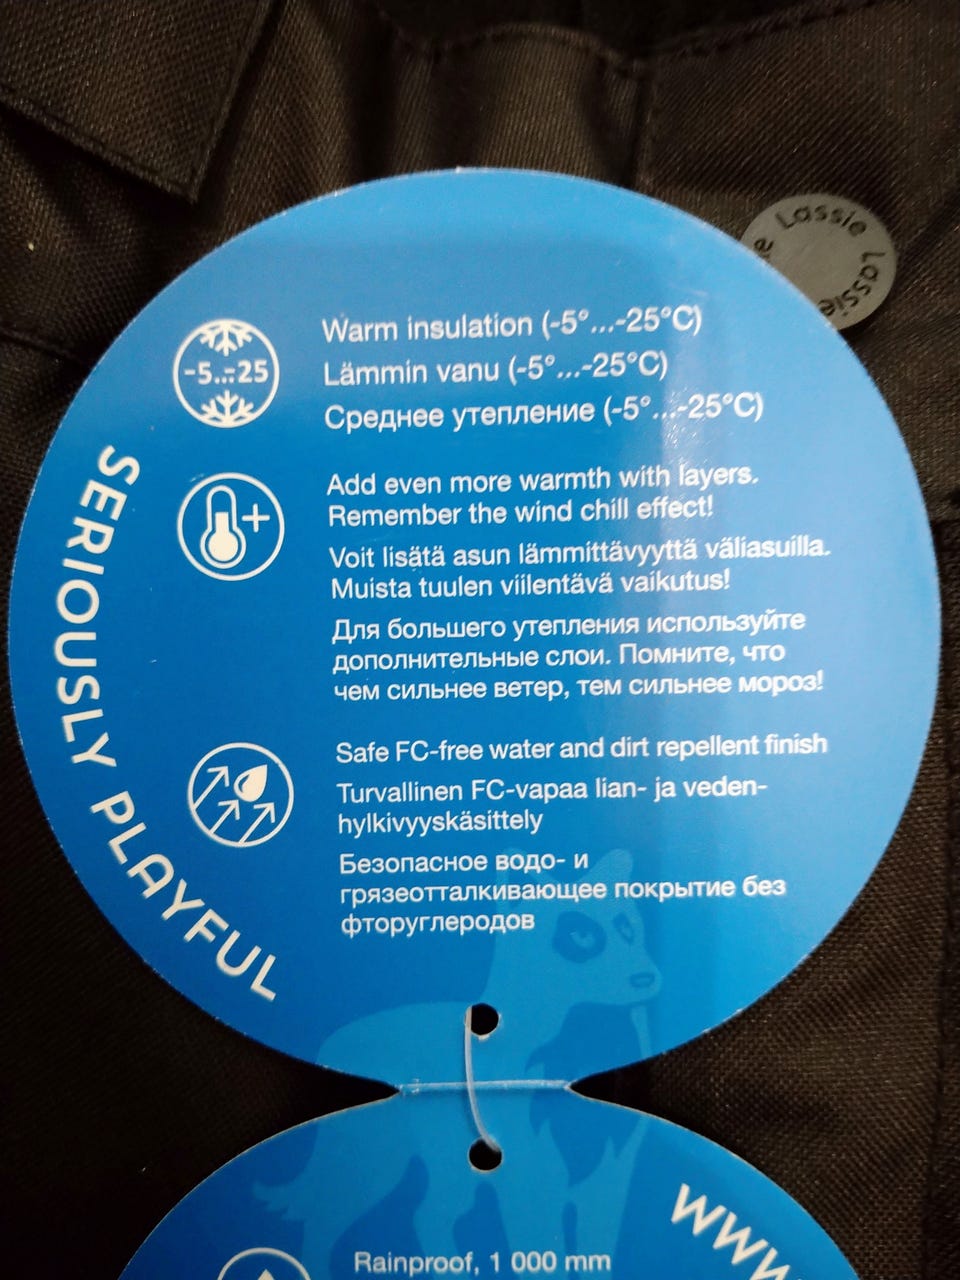 Lassie Lassie
-5...-25
Warm insulation (-5°...-25°C)
Lämmin vanu (-5°...-25°C)
Среднее утепление (-5°...-25°C)
Add even more warmth with layers.
Remember the wind chill effect!
Voit lisätä asun lämmittävyyttä väliasuilla.
Muista tuulen viilentävä vaikutus!
Для большего утепления используйте
дополнительные слои. Помните, что
чем сильнее ветер, тем сильнее мороз!
Safe FC-free water and dirt repellent finish
Turvallinen FC-vapaa lian- ja veden-
hylkivyyskäsittely
Безопасное водо- и
грязеотталкивающее покрытие без
фторуглеродов
SERIOUSLY PLAYFUL
www.
Rainproof, 1 000 mm